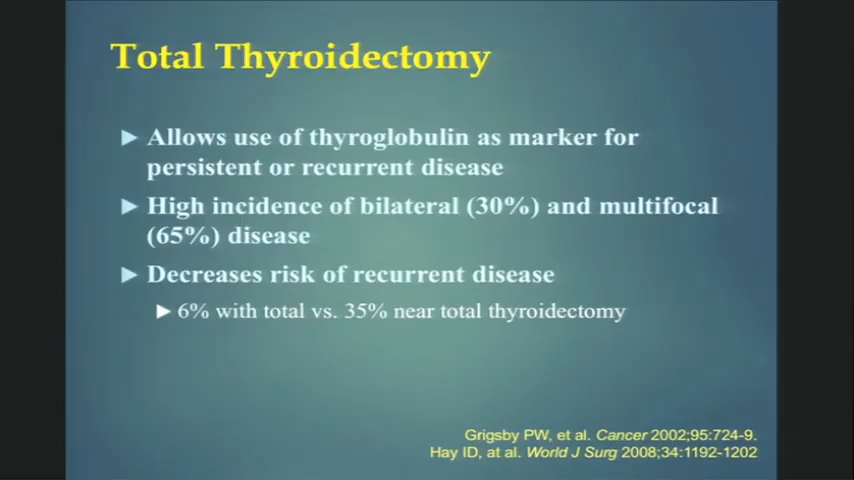 Total Thyroidectomy
► Allows use of thyroglobulin as marker for
persistent or recurrent disease
► High incidence of bilateral (30%) and multifocal
(65%) disease
► Decreases risk of recurrent disease
► 6% with total vs. 35% near total thyroidectomy
Grigsby PW, et al. Cancer 2002;95:724-9.
Hay ID, at al. World J Surg 2008;34:1192-1202